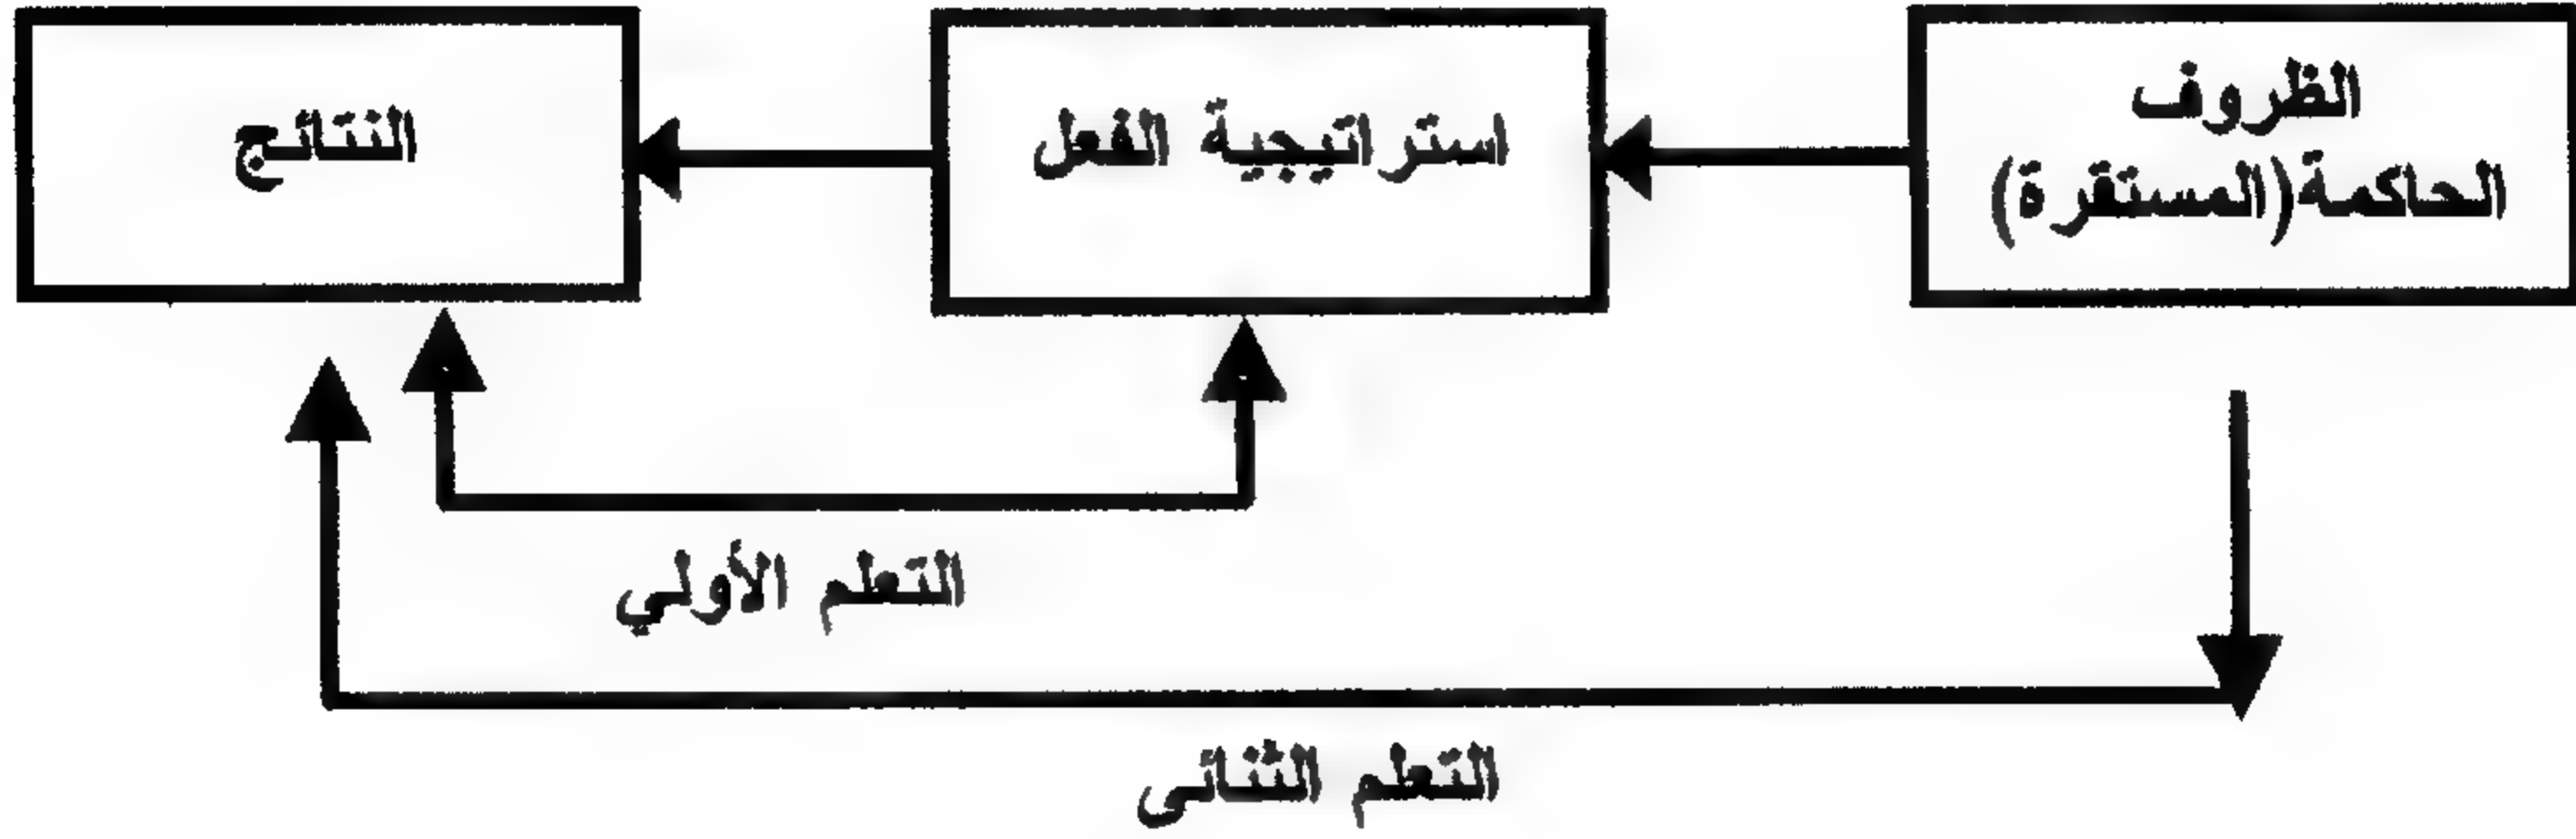 الظروف
الحاكمة(المستقرة)
استراتيجية الفعل
النتائج
التعلم الأولي
التعلم الثنائى